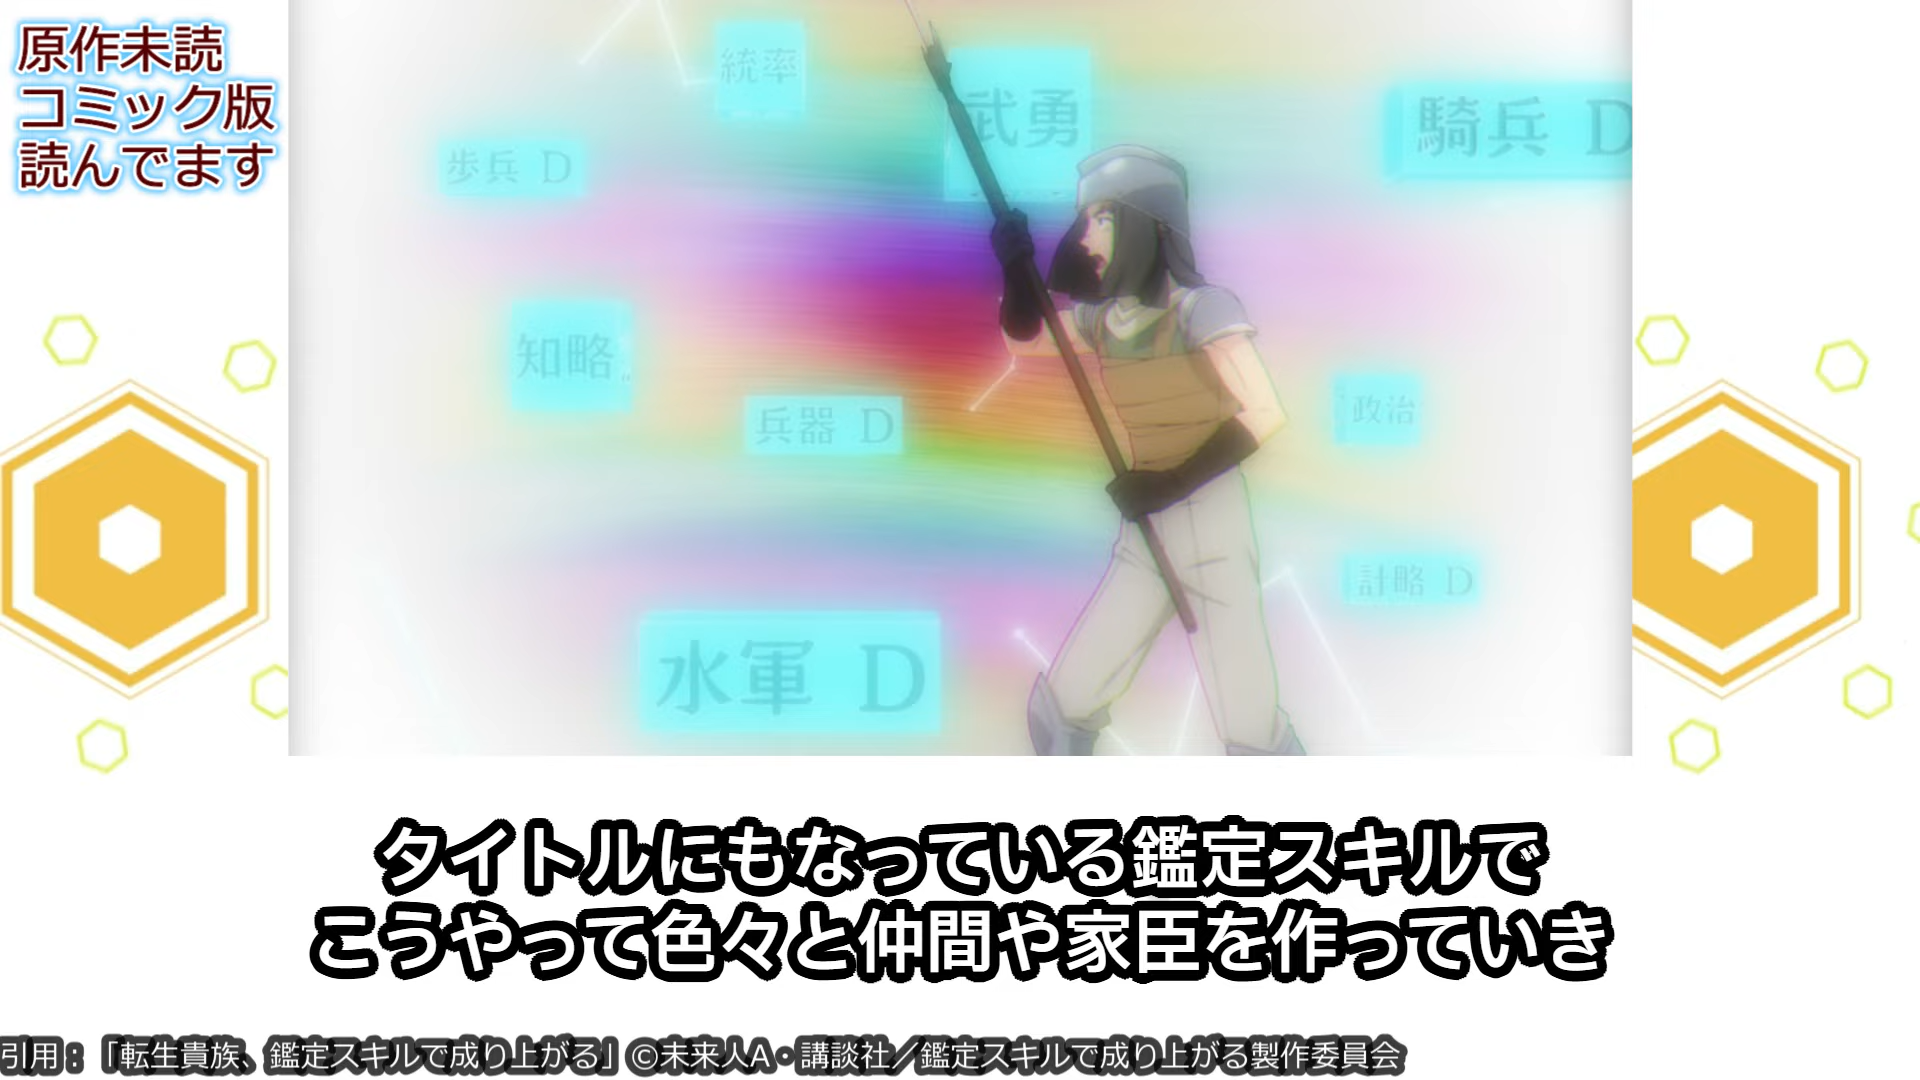 原作未読
コミック版
読んでます
統率
武勇
騎兵 D
歩兵 D
知略
兵器 D
政治
計略 D
水軍 D
タイトルにもなっている鑑定スキルで
こうやって色々と仲間や家臣を作っていき
引用：「転生貴族、鑑定スキルで成り上がる」©未来人A・講談社／鑑定スキルで成り上がる製作委員会